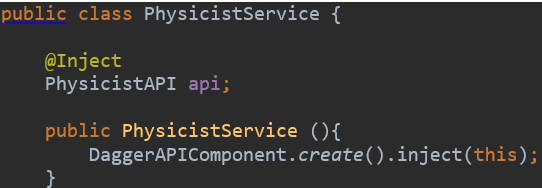 public class PhysicistService {
@Inject
PhysicistAPI api;
public PhysicistService (){
DaggerAPIComponent.create().inject(this);
}